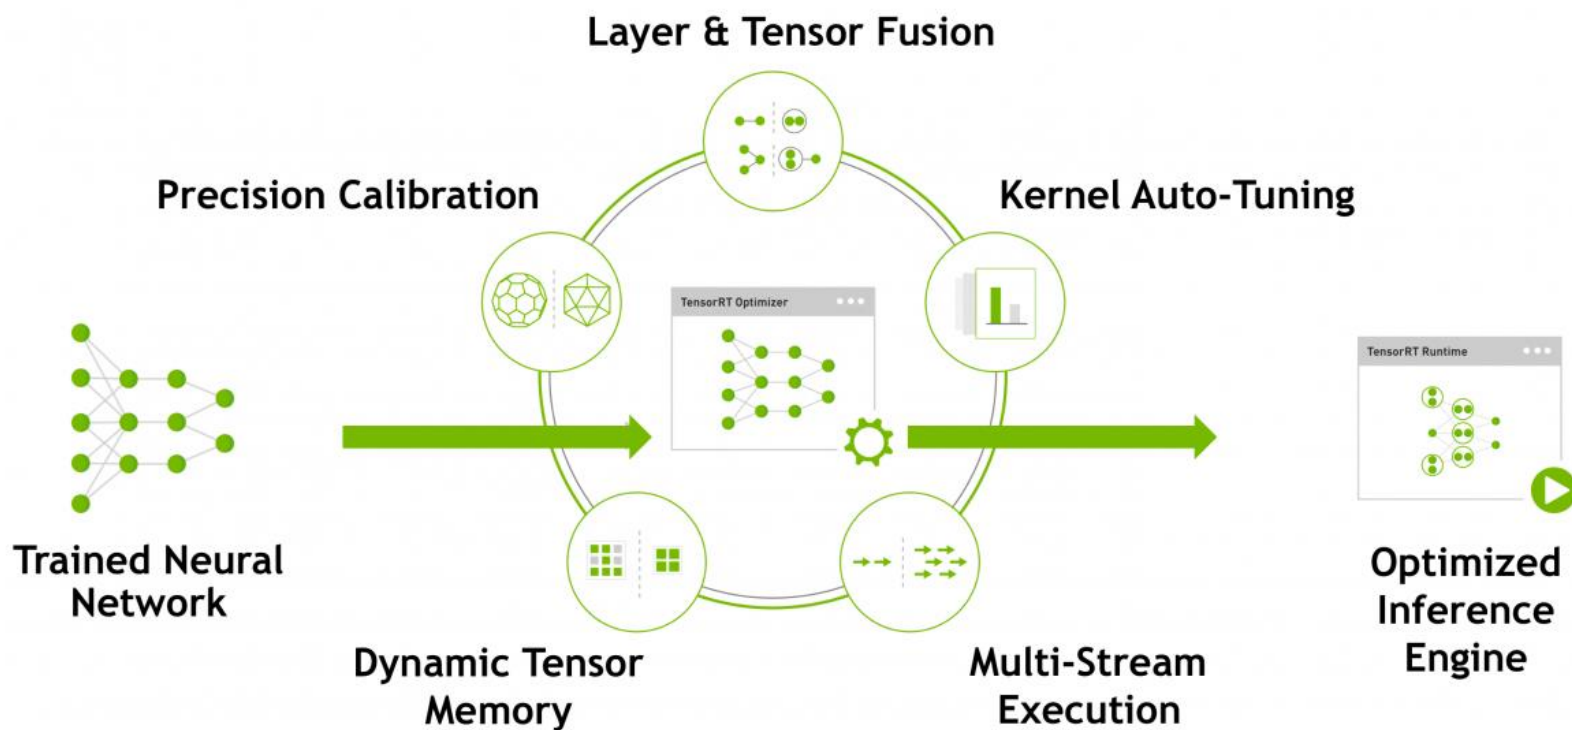 Layer & Tensor Fusion
Precision Calibration
Kernel Auto-Tuning
TensorRT Optimizer
TensorRT Runtime
Trained Neural
Network
Optimized
Inference
Engine
Dynamic Tensor
Memory
Multi-Stream
Execution